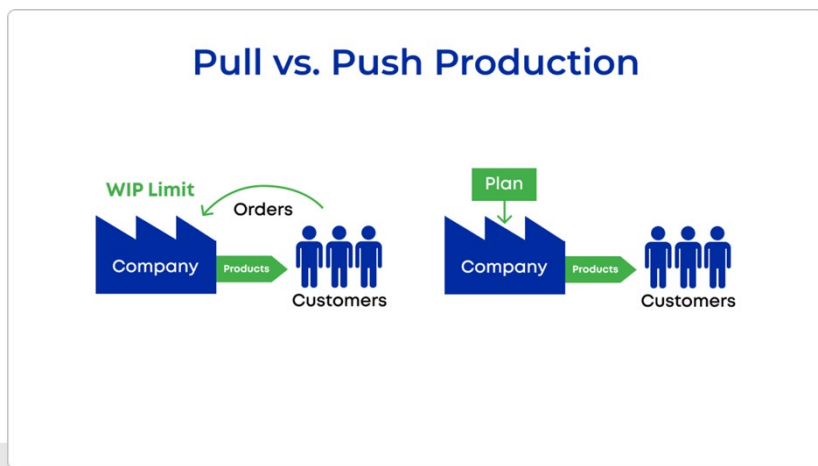 Pull vs. Push Production
WIP Limit
Orders
Company
Products
Customers
Plan
Company
Products
Customers